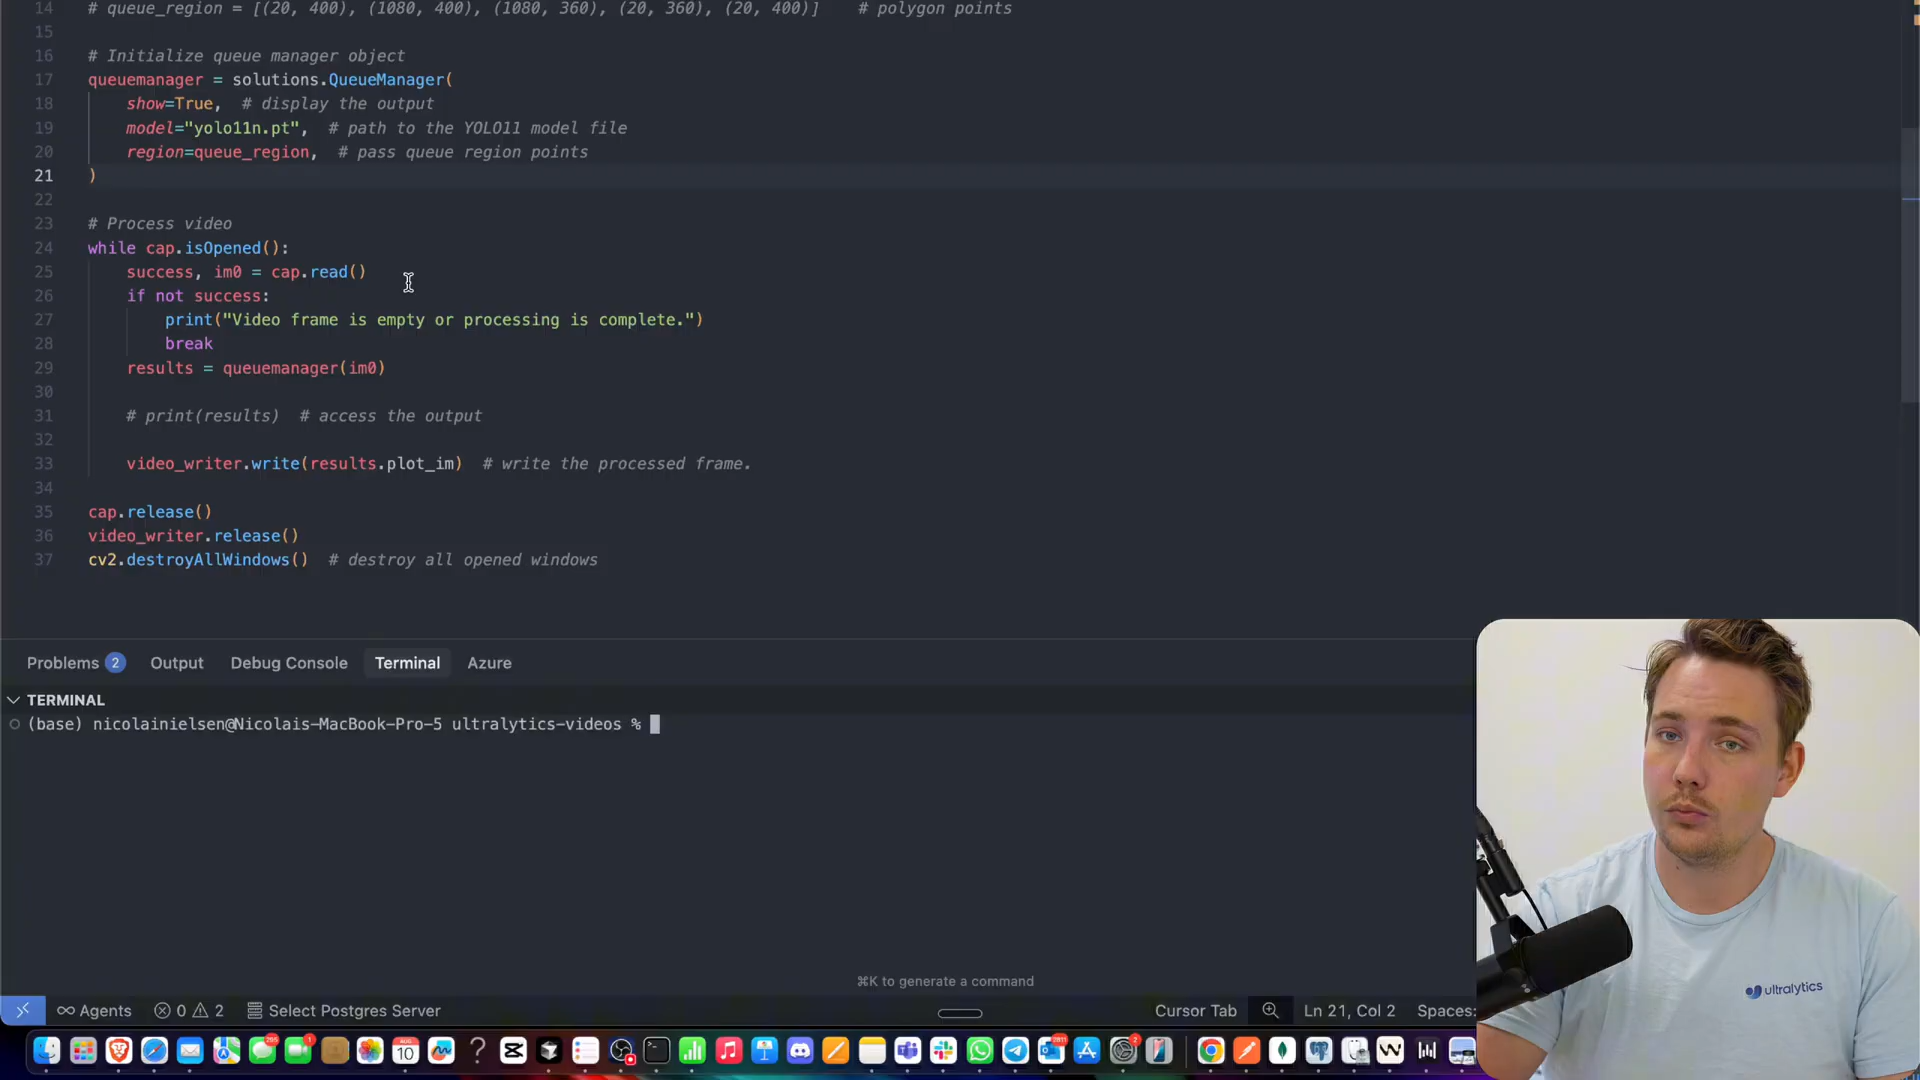 14 # queue_region = [(20, 400), (1080, 400), (1080, 360), (20, 360), (20, 400)] # polygon points
15
16 # Initialize queue manager object
17 queuemanager = solutions.QueueManager(
18 show=True, # display the output
19 model="yolo11n.pt", # path to the YOLO11 model file
20 region=queue_region, # pass queue region points
21 )
22
23 # Process video
24 while cap.isOpened():
25 success, im0 = cap.read()
26 if not success:
27 print("Video frame is empty or processing is complete.")
28 break
29 results = queuemanager(im0)
30
31 # print(results) # access the output
32
33 video_writer.write(results.plot_im) # write the processed frame.
34
35 cap.release()
36 video_writer.release()
37 cv2.destroyAllWindows() # destroy all opened windows
Problems 2 Output Debug Console Terminal Azure
TERMINAL
(base) nicolainielsen@Nicolais-MacBook-Pro-5 ultralytics-videos %
⌘K to generate a command
ultralytics
Agents 0 2 Select Postgres Server Cursor Tab Ln 21, Col 2 Spaces:
10